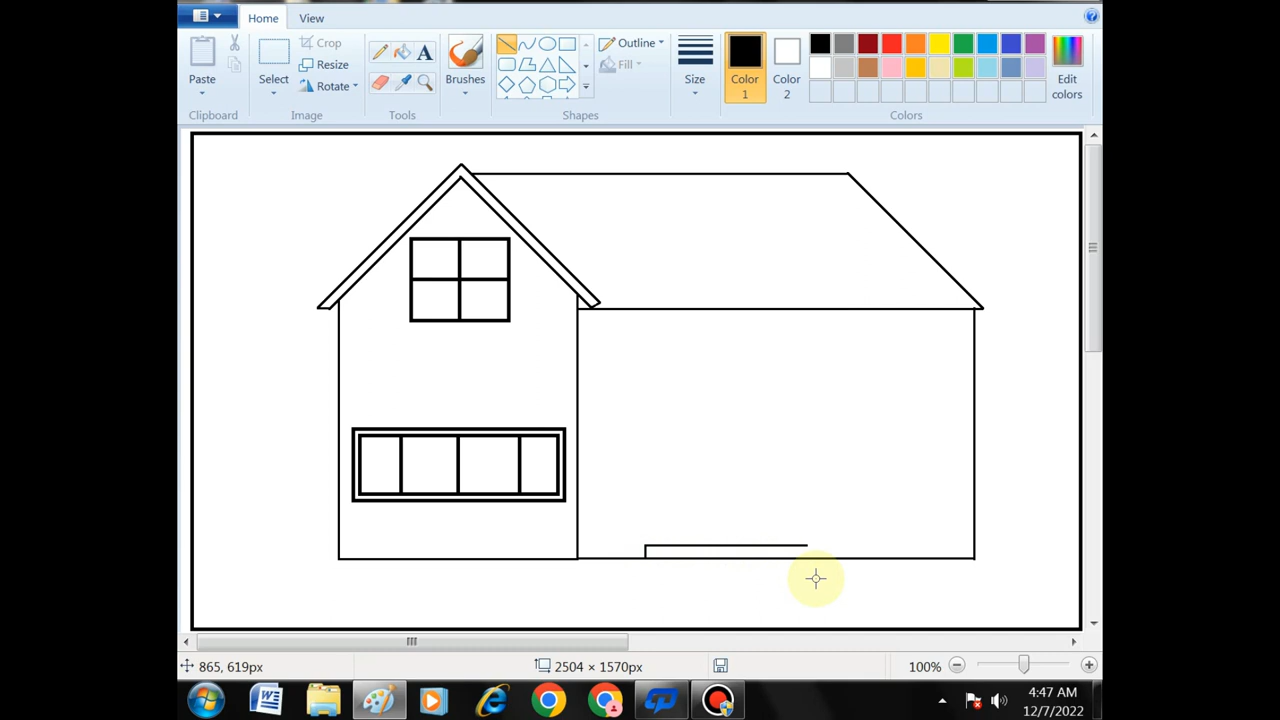 Home View
Paste
Clipboard
Select
Crop
Resize
Rotate
Image
A
Tools
Brushes
Outline
Fill
Shapes
Size
Color 1
Color 2
Edit colors
Colors
865, 619px
2504 × 1570px
100%
4:47 AM
12/7/2022